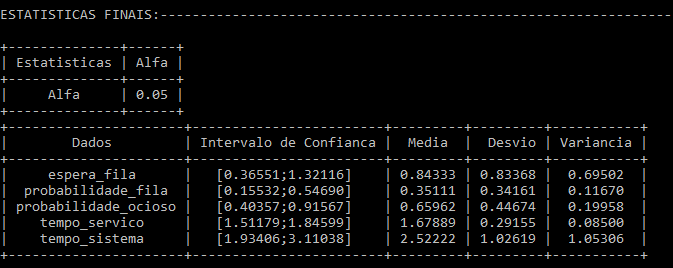 ESTATISTICAS FINAIS:----------------------------------------------------------------
+--------------+------+
| Estatisticas | Alfa |
+--------------+------+
|     Alfa     | 0.05 |
+--------------+------+
+----------------------+------------------------+---------+---------+-----------+
|        Dados         | Intervalo de Confianca |  Media  |  Desvio | Variancia |
+----------------------+------------------------+---------+---------+-----------+
|     espera_fila      |   [0.36551;1.32116]    | 0.84333 | 0.83368 |  0.69502  |
|  probabilidade_fila  |   [0.15532;0.54690]    | 0.35111 | 0.34161 |  0.11670  |
| probabilidade_ocioso |   [0.40357;0.91567]    | 0.65962 | 0.44674 |  0.19958  |
|    tempo_servico     |   [1.51179;1.84599]    | 1.67889 | 0.29155 |  0.08500  |
|    tempo_sistema     |   [1.93406;3.11038]    | 2.52222 | 1.02619 |  1.05306  |
+----------------------+------------------------+---------+---------+-----------+